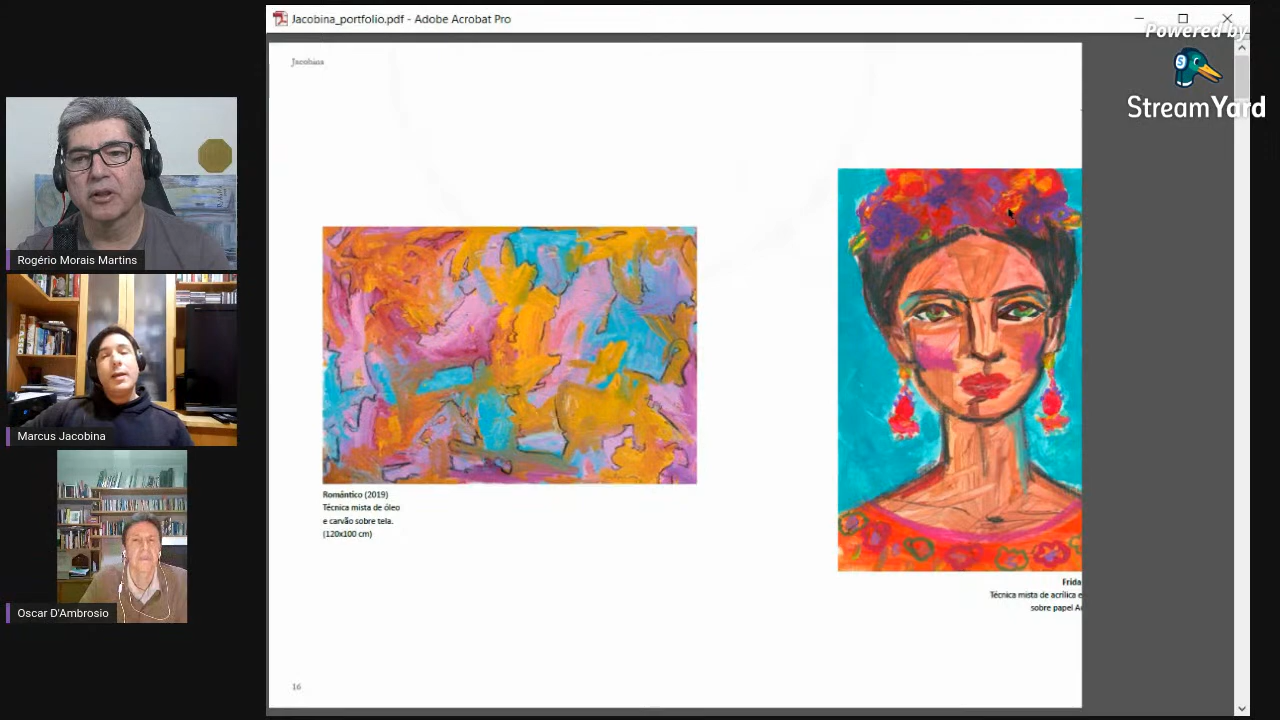 Jacobina_portfolio.pdf - Adobe Acrobat Pro
Powered by
StreamYard
Jacobina
Rogério Morais Martins
Marcus Jacobina
Oscar D'Ambrosio
Romântico (2019)
Técnica mista de óleo
e carvão sobre tela.
(120x100 cm)
Frida
Técnica mista de acrílica e
sobre papel
16